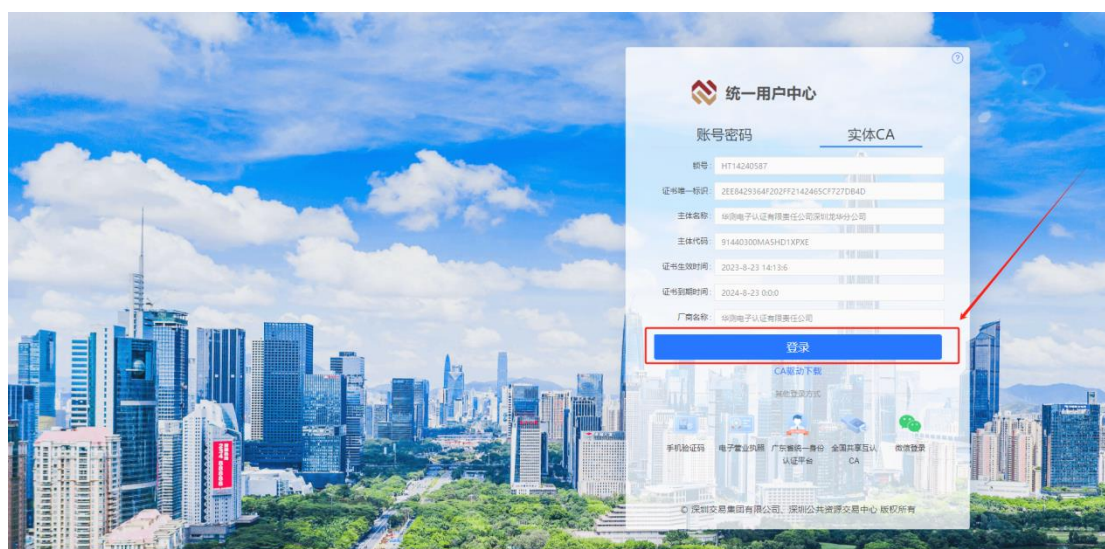 统一用户中心
账号密码 实体CA
锁号: HT14240587
证书唯一标识: 2EE8429364F202FF2142465CF727DB4D
主体名称: 华测电子认证有限责任公司深圳龙华分公司
主体代码: 91440300MA5HD1XPXE
证书生效时间: 2023-8-23 14:13:6
证书到期时间: 2024-8-23 0:0:0
厂商名称: 华测电子认证有限责任公司
登录
CA驱动下载
其他登录方式
手机验证码 电子营业执照 广东省统一身份认证平台 全国共享互认CA 微信登录
© 深圳交易集团有限公司、深圳公共资源交易中心 版权所有